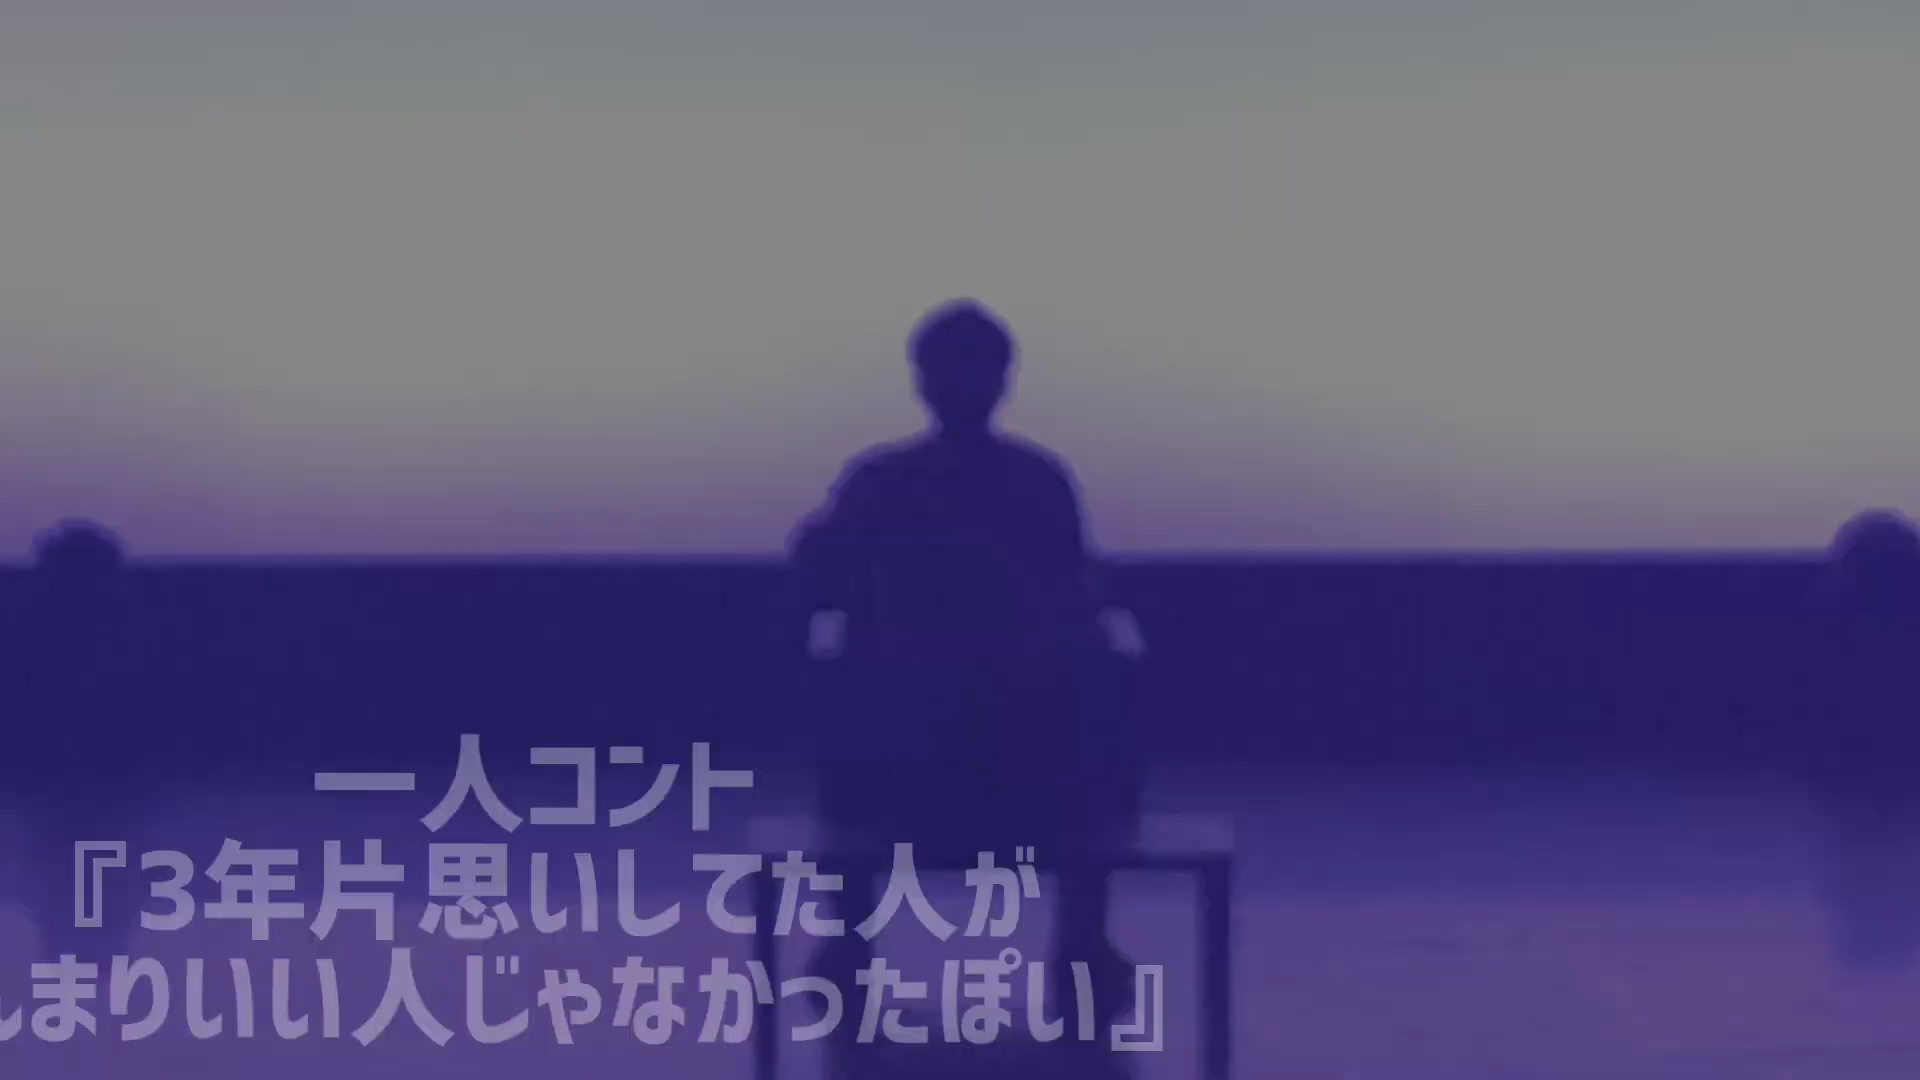 一人コント
『3年片思いしてた人が
んまりいい人じゃなかったぽい』